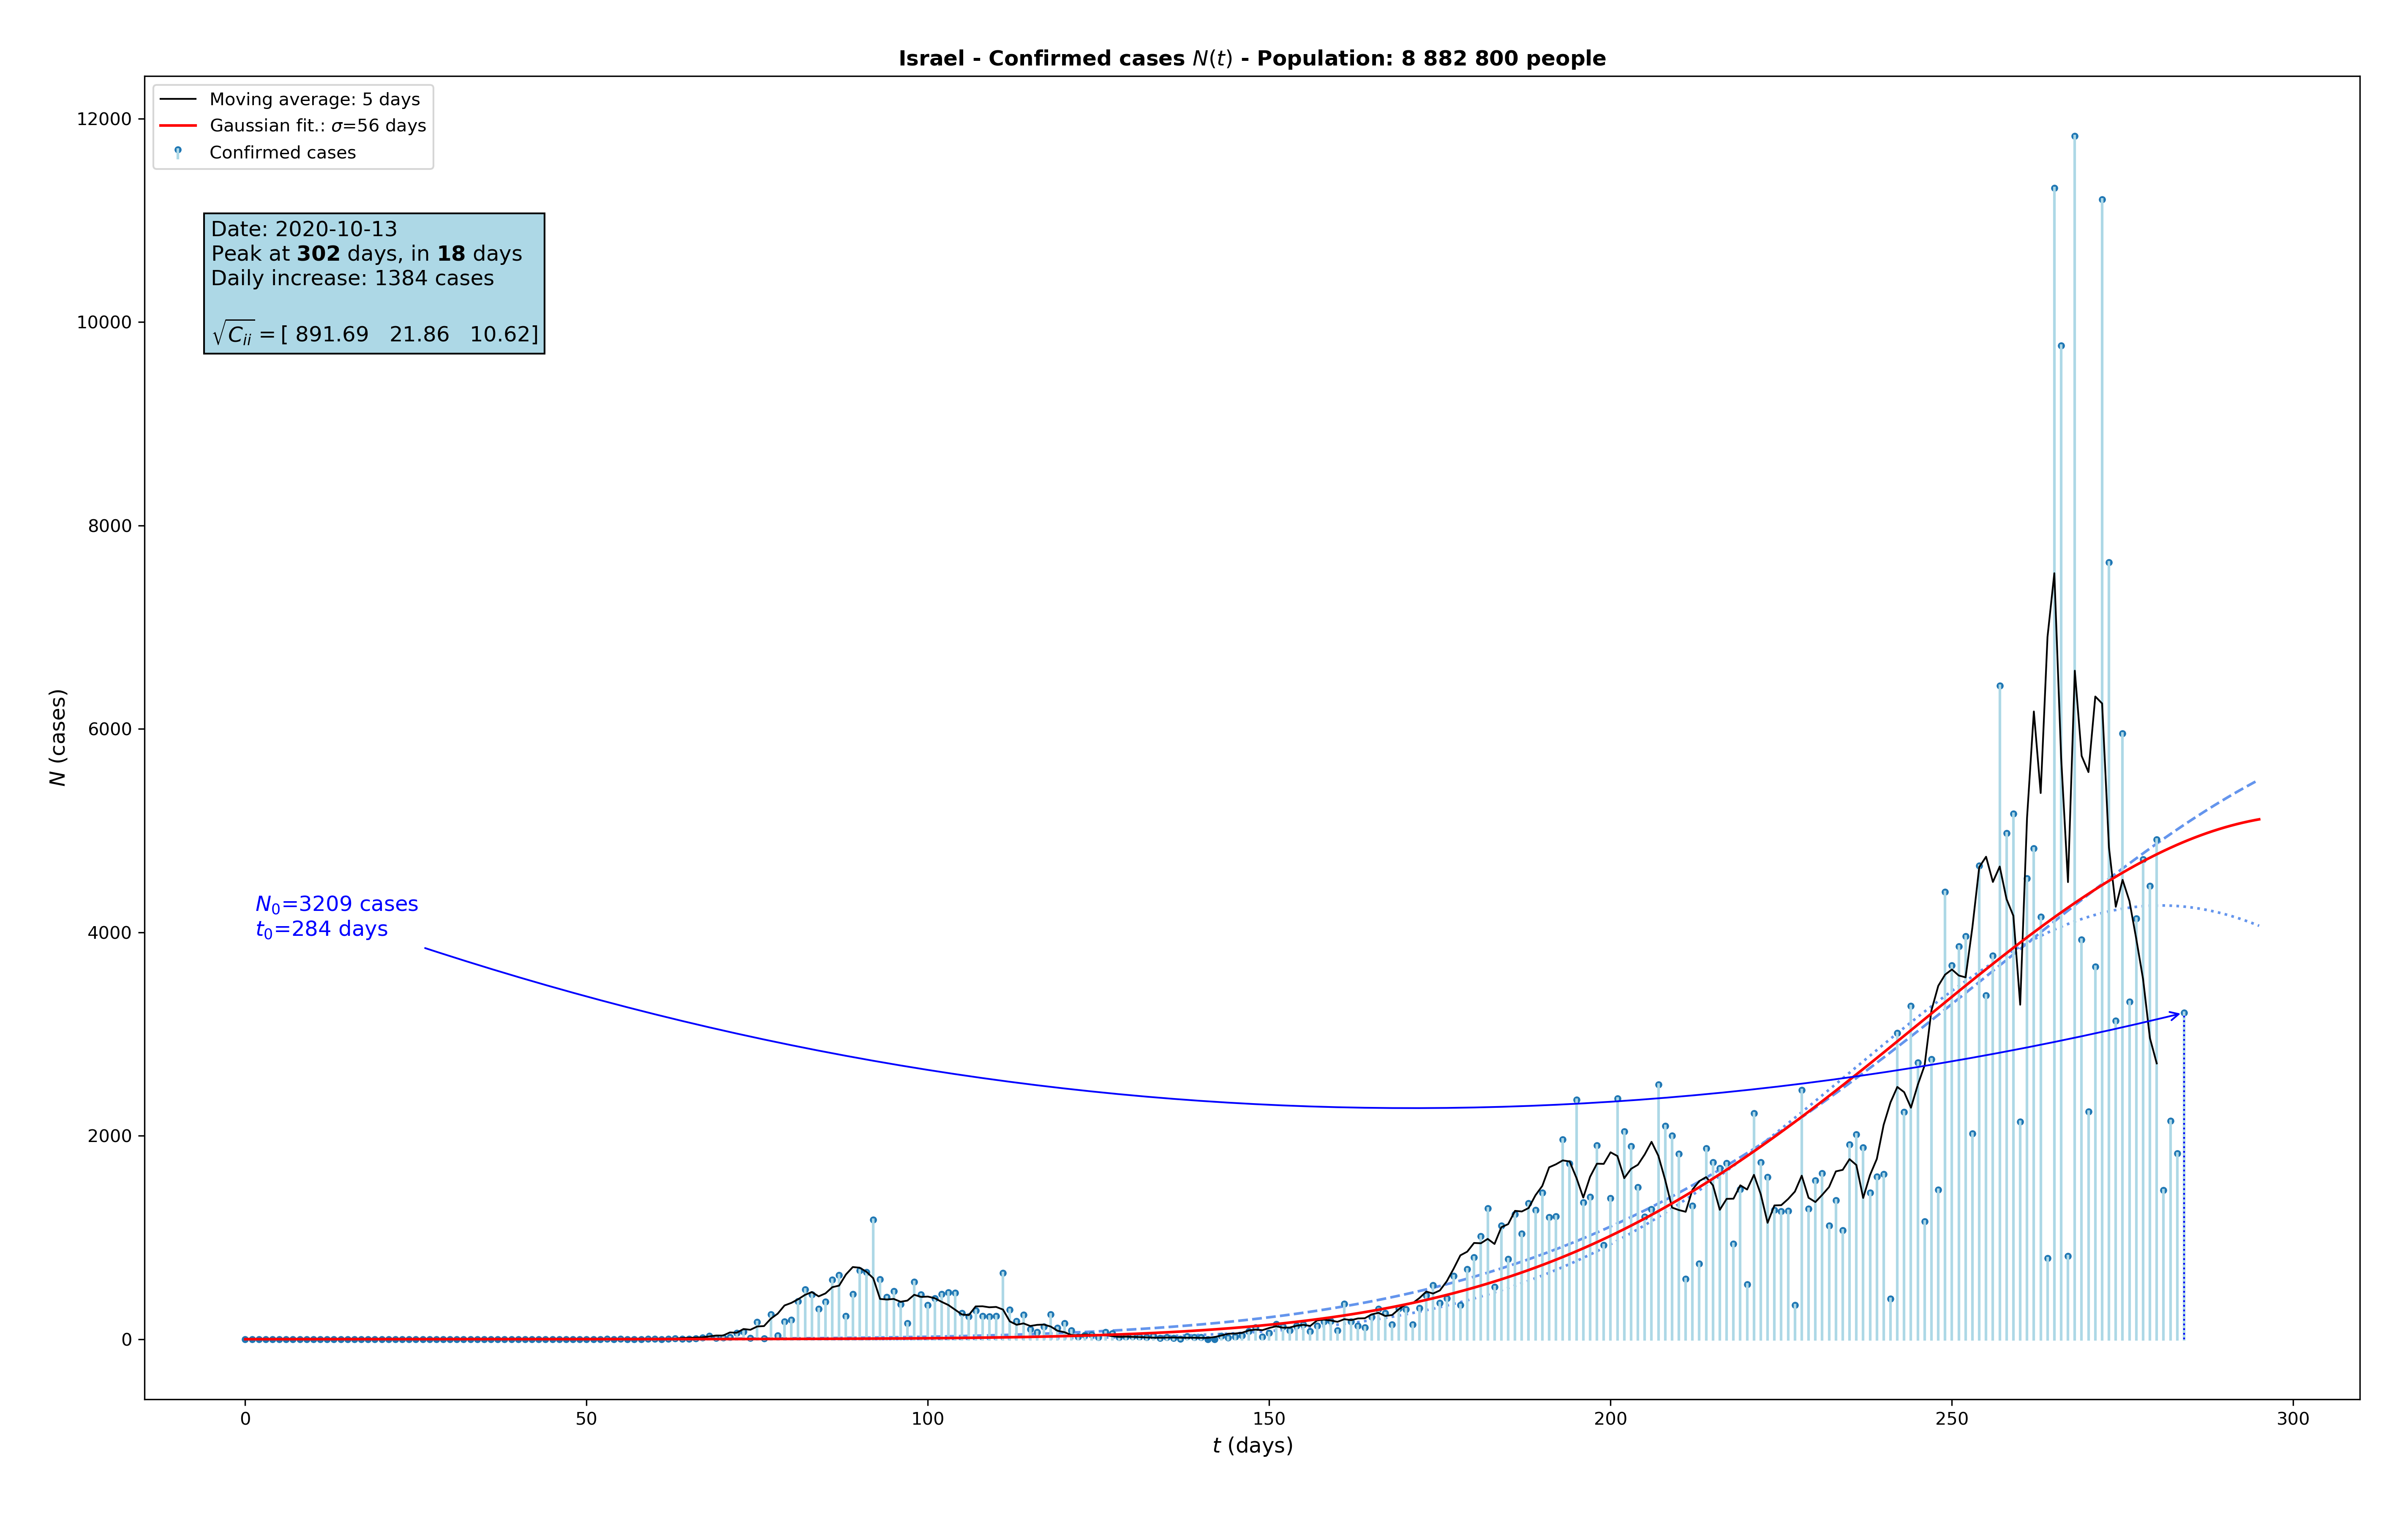 Israel - Confirmed cases N(t) - Population: 8 882 800 people
Moving average: 5 days
Gaussian fit.: σ=56 days
Confirmed cases
Date: 2020-10-13
Peak at 302 days, in 18 days
Daily increase: 1384 cases
√Cii = [ 891.69 21.86 10.62]
N0=3209 cases
t0=284 days
N (cases)
12000
10000
8000
6000
4000
2000
0
0 50 100 150 200 250 300
t (days)